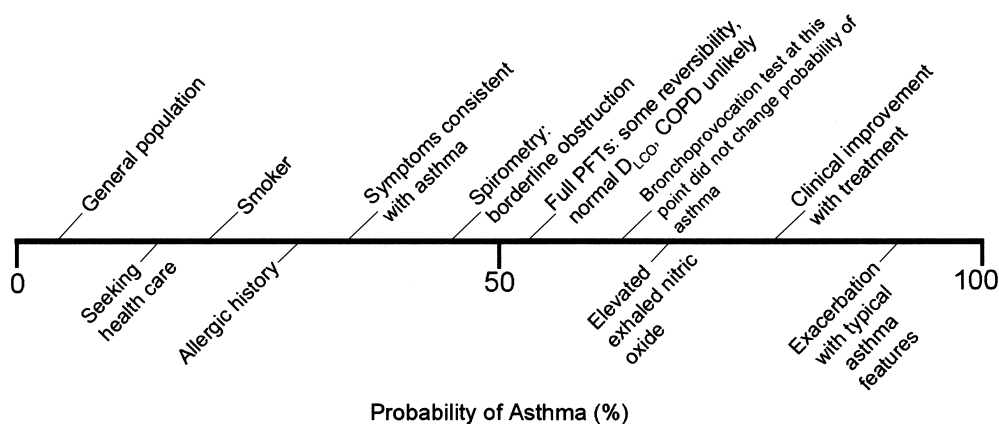 General population
Smoker
Symptoms consistent
with asthma
Spirometry:
borderline obstruction
Full PFTs: some reversibility,
normal DLCO, COPD unlikely
Bronchoprovocation test at this
point did not change probability of
asthma
Clinical improvement
with treatment
0
50
100
Seeking
health care
Allergic history
Elevated
exhaled nitric
oxide
Exacerbation
with typical
asthma
features
Probability of Asthma (%)